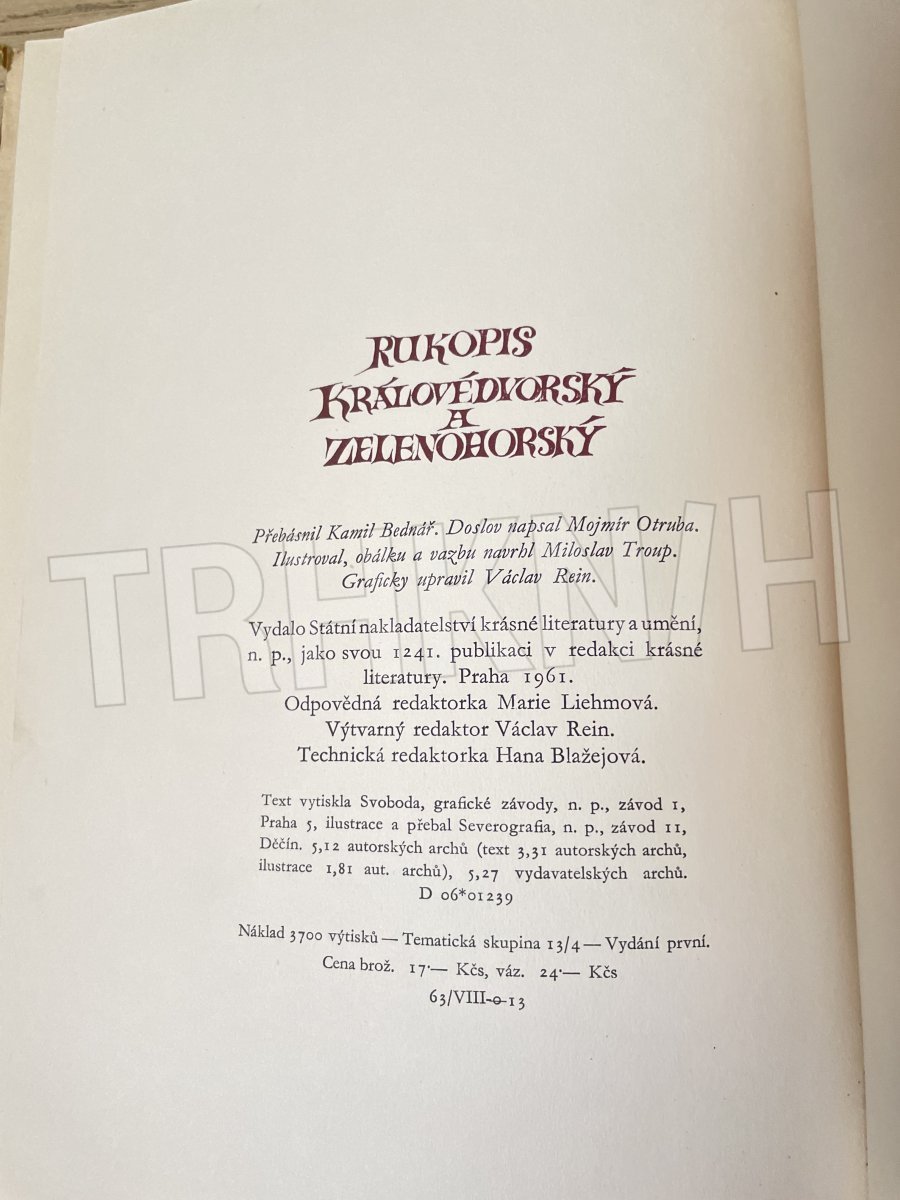 RUKOPIS
KRÁLOVÉDVORSKÝ
A
ZELENOHORSKÝ
Přebásnil Kamil Bednář. Doslov napsal Mojmír Otruba.
Ilustroval, obálku a vazbu navrhl Miloslav Troup.
Graficky upravil Václav Rein.
Vydalo Státní nakladatelství krásné literatury a umění,
n. p., jako svou 1241. publikaci v redakci krásné
literatury. Praha 1961.
Odpovědná redaktorka Marie Liehmová.
Výtvarný redaktor Václav Rein.
Technická redaktorka Hana Blažejová.
Text vytiskla Svoboda, grafické závody, n. p., závod 1,
Praha 5, ilustrace a přebal Severografia, n. p., závod 11,
Děčín. 5,12 autorských archů (text 3,31 autorských archů,
ilustrace 1,81 aut. archů), 5,27 vydavatelských archů.
D 06*01239
Náklad 3700 výtisků — Tematická skupina 13/4 — Vydání první.
Cena brož. 17·— Kčs, váz. 24·— Kčs
63/VIII-0-13
TRHKNIH